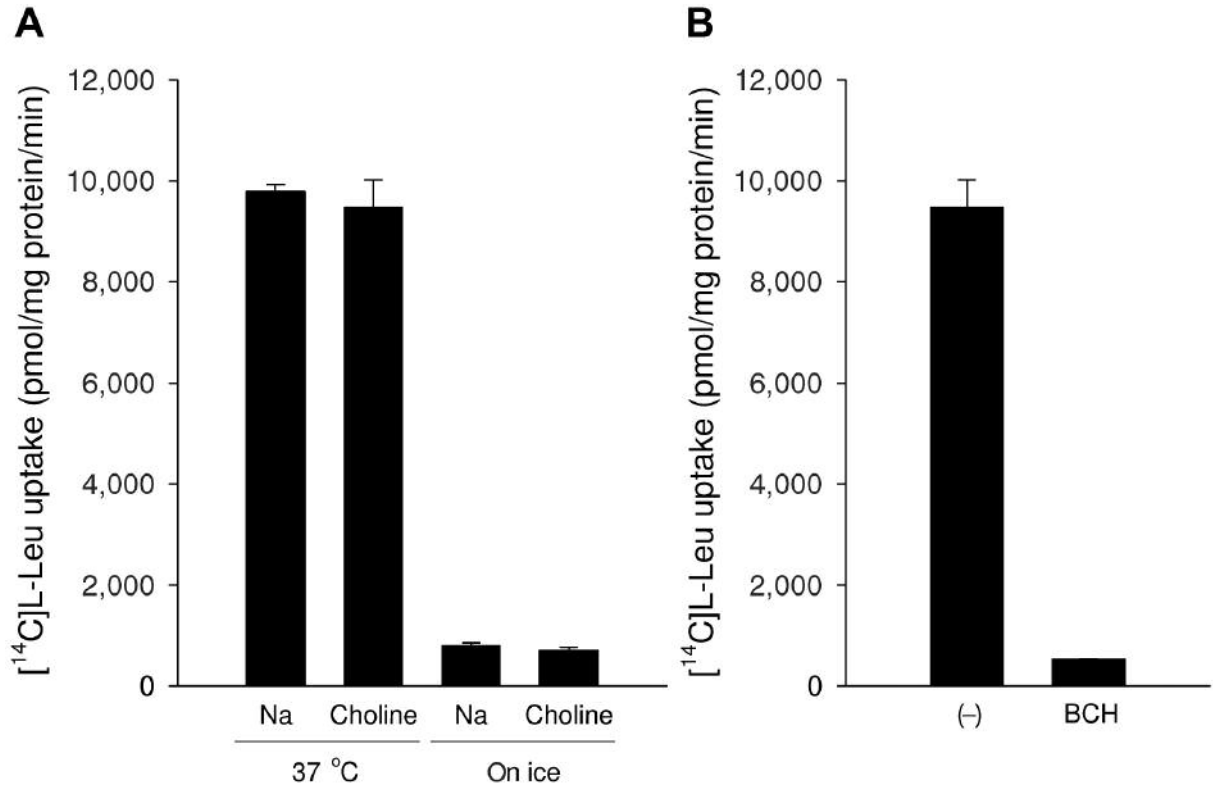 A
[¹⁴C]L-Leu uptake (pmol/mg protein/min)
12,000
10,000
8,000
6,000
4,000
2,000
0
Na Choline Na Choline
37 °C On ice
B
[¹⁴C]L-Leu uptake (pmol/mg protein/min)
12,000
10,000
8,000
6,000
4,000
2,000
0
(–) BCH